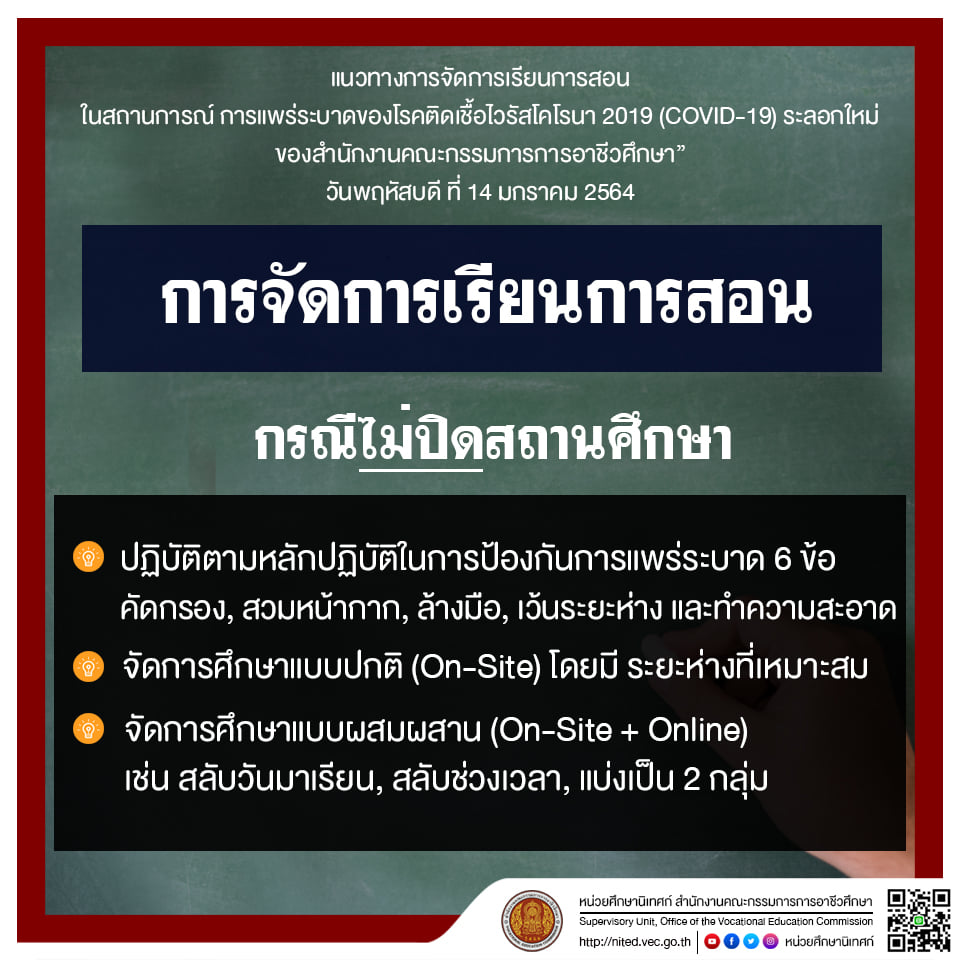 แนวทางการจัดการเรียนการสอน
ในสถานการณ์ การแพร่ระบาดของโรคติดเชื้อไวรัสโคโรนา 2019 (COVID-19) ระลอกใหม่
ของสำนักงานคณะกรรมการการอาชีวศึกษา”
วันพฤหัสบดี ที่ 14 มกราคม 2564
การจัดการเรียนการสอน
กรณีไม่ปิดสถานศึกษา
ปฏิบัติตามหลักปฏิบัติในการป้องกันการแพร่ระบาด 6 ข้อ
คัดกรอง, สวมหน้ากาก, ล้างมือ, เว้นระยะห่าง และทำความสะอาด
จัดการศึกษาแบบปกติ (On-Site) โดยมี ระยะห่างที่เหมาะสม
จัดการศึกษาแบบผสมผสาน (On-Site + Online)
เช่น สลับวันมาเรียน, สลับช่วงเวลา, แบ่งเป็น 2 กลุ่ม
หน่วยศึกษานิเทศก์ สำนักงานคณะกรรมการการอาชีวศึกษา
Supervisory Unit, Office of the Vocational Education Commission
http://nited.vec.go.th หน่วยศึกษานิเทศก์